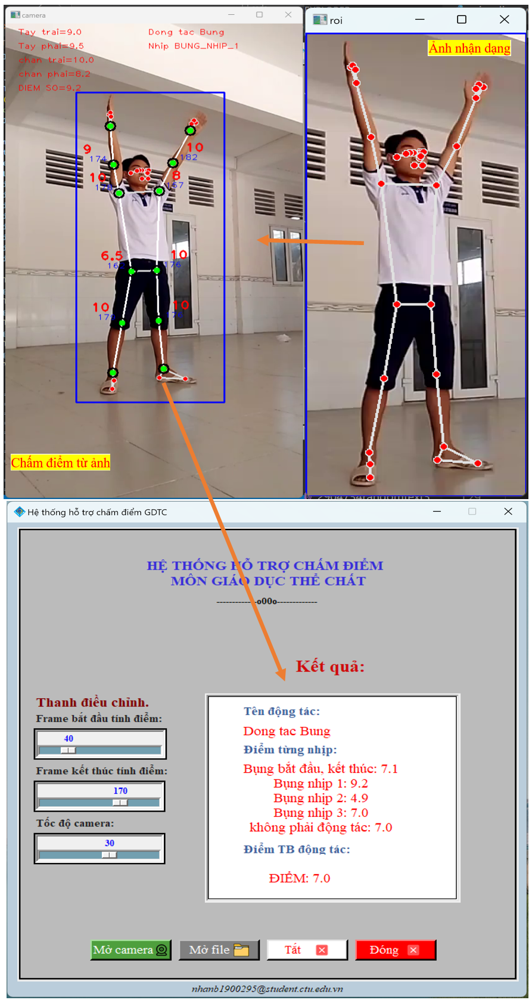 camera
Tay trai=9.0
Tay phai=9.5
chan trai=10.0
chan phai=8.2
DIEM SO=9.2
Dong tac Bung
Nhip BUNG_NHIP_1
9
174
10
182
10
178
8
167
6.5
162
10
176
10
179
10
Chấm điểm từ ảnh
roi
Ảnh nhận dạng
Hệ thống hỗ trợ chấm điểm GDTC
HỆ THỐNG HỖ TRỢ CHẤM ĐIỂM
MÔN GIÁO DỤC THỂ CHẤT
------------o00o------------
Kết quả:
Thanh điều chỉnh.
Frame bắt đầu tính điểm:
40
Frame kết thúc tính điểm:
170
Tốc độ camera:
30
Tên động tác:
Dong tac Bung
Điểm từng nhịp:
Bụng bắt đầu, kết thúc: 7.1
Bụng nhịp 1: 9.2
Bụng nhịp 2: 4.9
Bụng nhịp 3: 7.0
không phải động tác: 7.0
Điểm TB động tác:
ĐIỂM: 7.0
Mở camera
Mở file
Tắt
Đóng
nhanb1900295@student.ctu.edu.vn